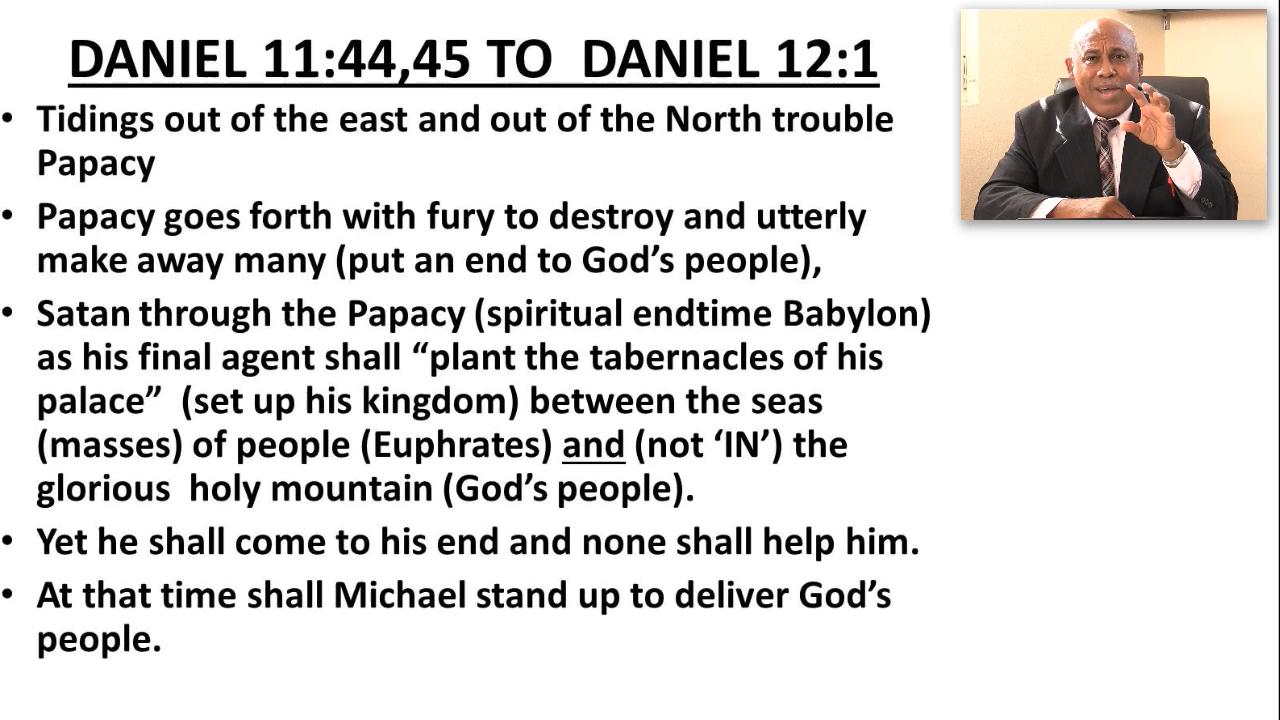 DANIEL 11:44,45 TO  DANIEL 12:1
• Tidings out of the east and out of the North trouble
Papacy
• Papacy goes forth with fury to destroy and utterly
make away many (put an end to God’s people),
• Satan through the Papacy (spiritual endtime Babylon)
as his final agent shall “plant the tabernacles of his
palace”  (set up his kingdom) between the seas
(masses) of people (Euphrates) and (not ‘IN’) the
glorious  holy mountain (God’s people).
• Yet he shall come to his end and none shall help him.
• At that time shall Michael stand up to deliver God’s
people.